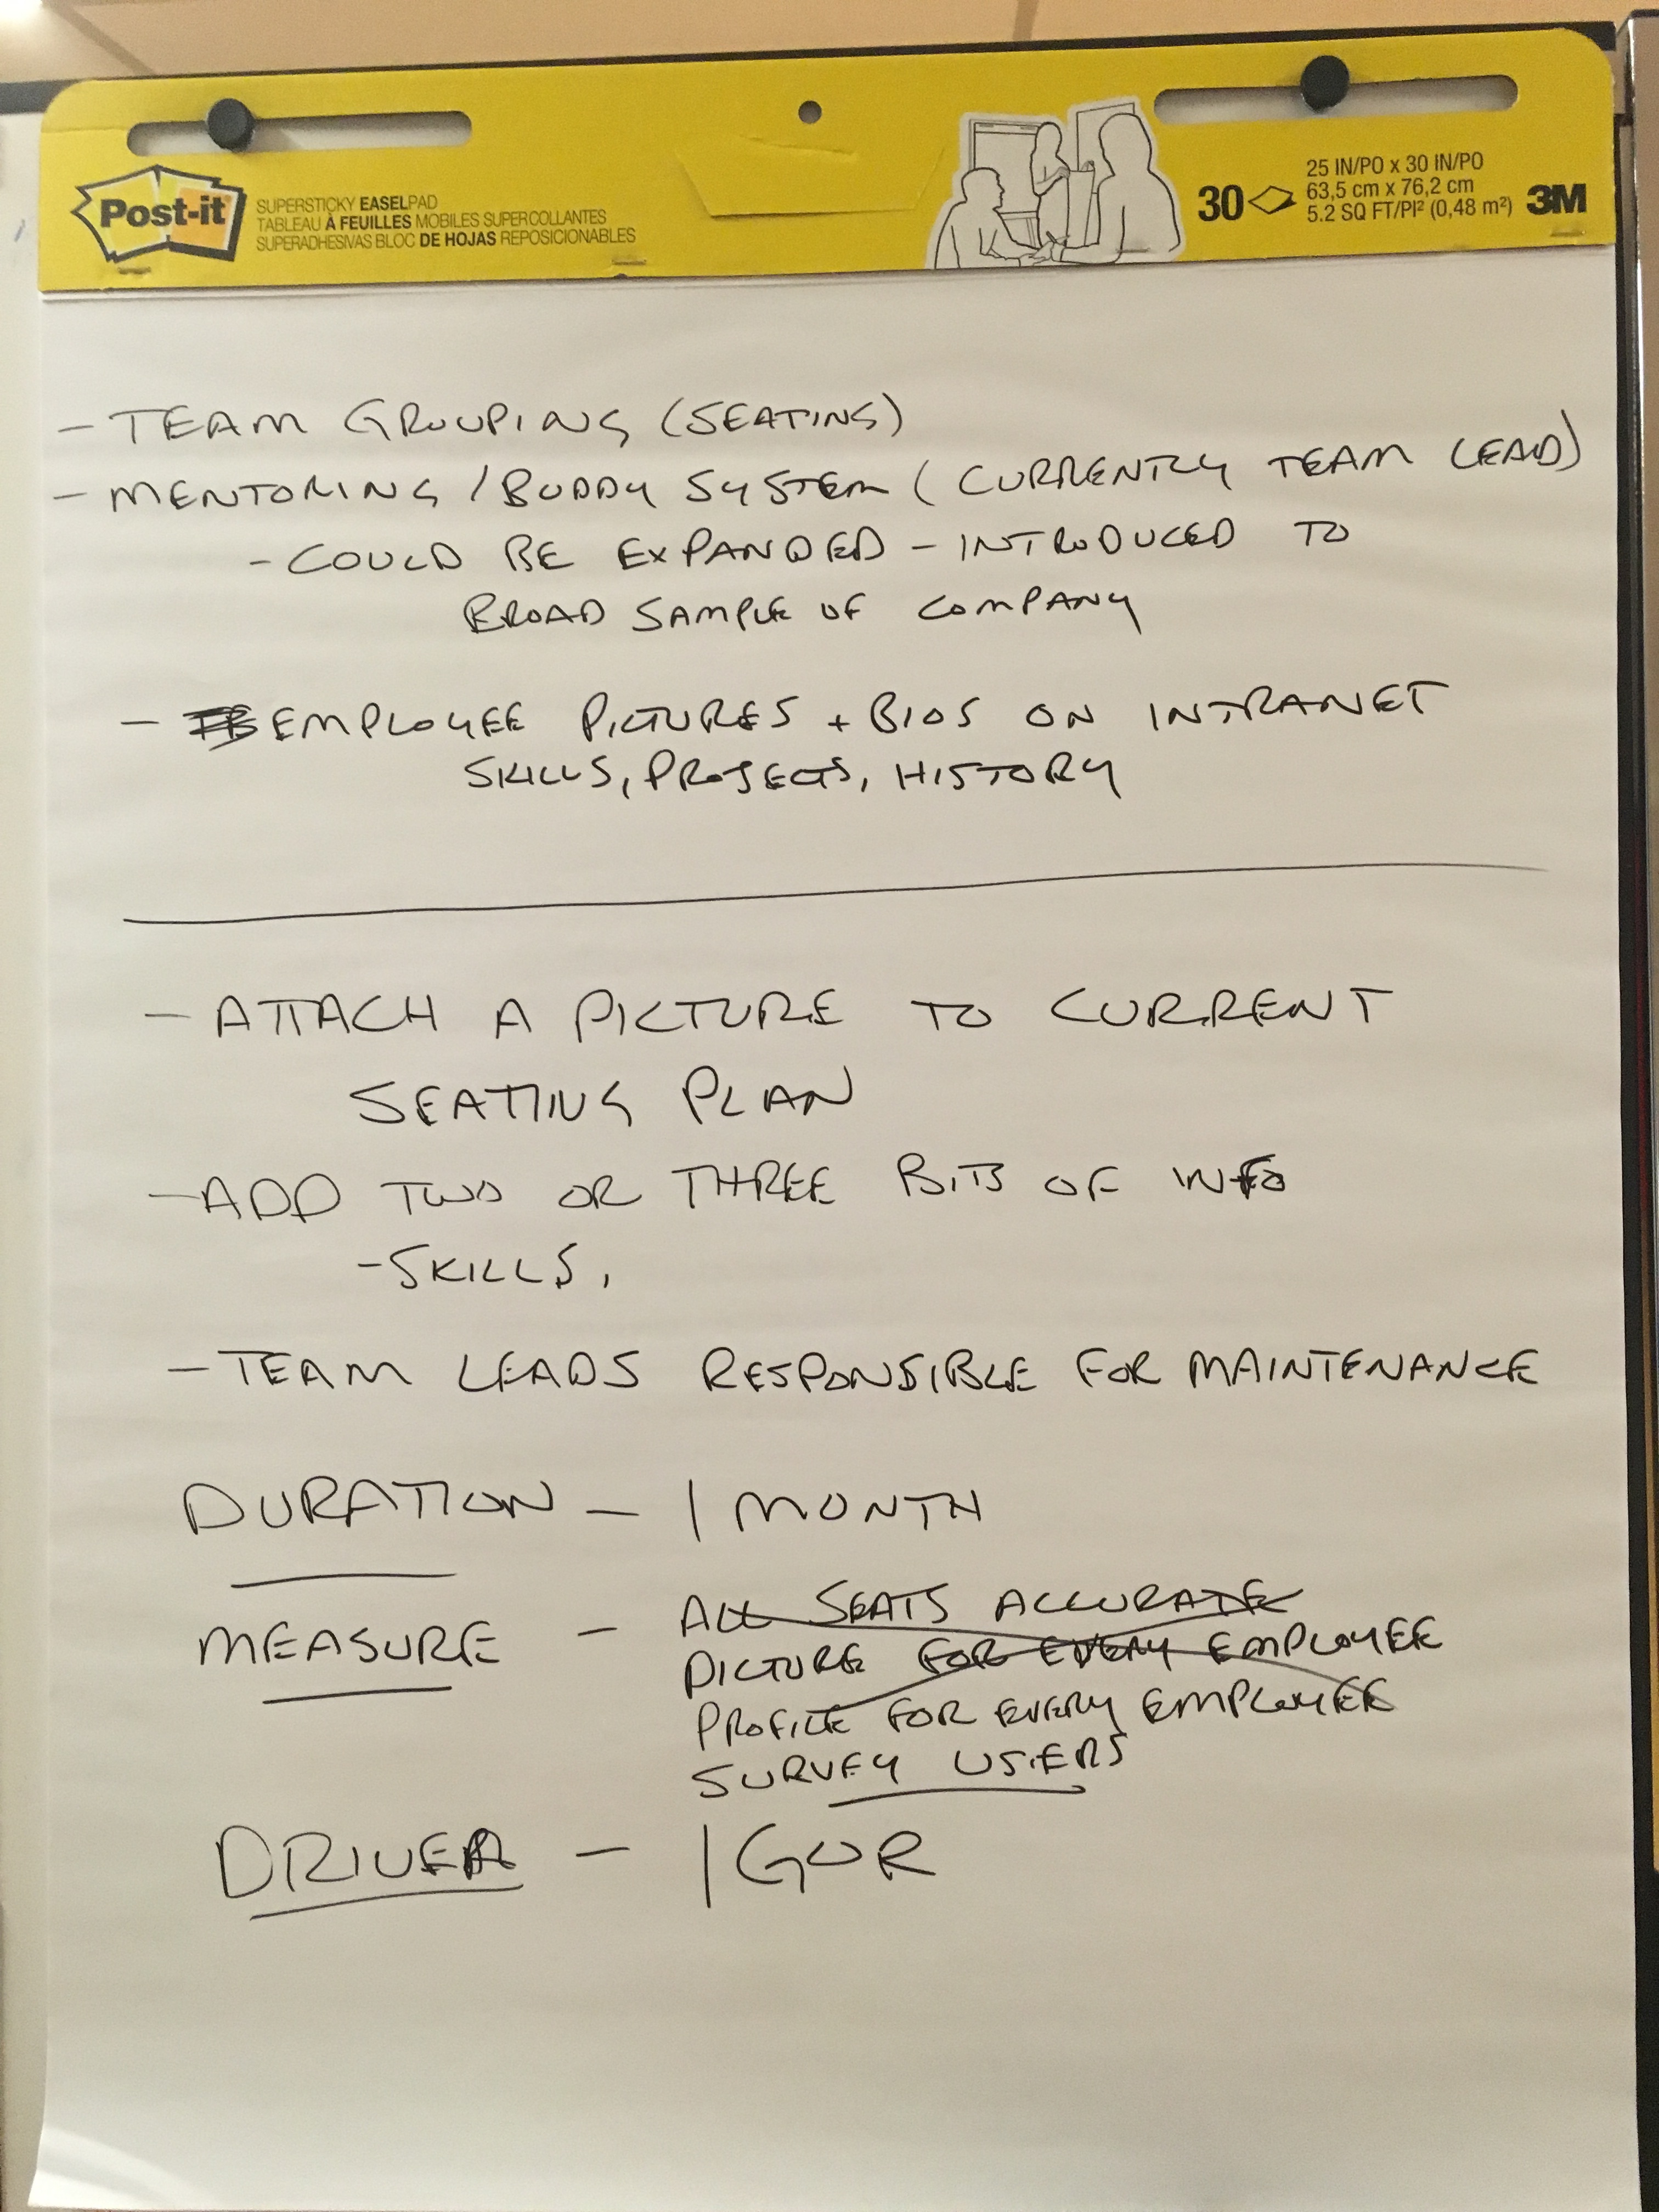 Post-it
SUPERSTICKY EASELPAD
TABLEAU À FEUILLES MOBILES SUPERCOLLANTES
SUPERADHESIVAS BLOC DE HOJAS REPOSICIONABLES
30
25 IN/PO x 30 IN/PO
63,5 cm x 76,2 cm
5.2 SQ FT/PI² (0,48 m²)
3M
- TEAM GROUPING (SEATING)
- MENTORING / BUDDY SYSTEM (CURRENTLY TEAM LEAD)
- COULD BE EXPANDED - INTRODUCED TO
BROAD SAMPLE OF COMPANY
- EMPLOYEE PICTURES + BIOS ON INTRANET
SKILLS, PROJECTS, HISTORY
- ATTACH A PICTURE TO CURRENT
SEATING PLAN
- ADD TWO OR THREE BITS OF INFO
- SKILLS,
- TEAM LEADS RESPONSIBLE FOR MAINTENANCE
DURATION - 1 MONTH
MEASURE - ALL SEATS ACCURATE
PICTURE FOR EVERY EMPLOYEE
PROFILE FOR EVERY EMPLOYEE
SURVEY USERS
DRIVER - IGOR